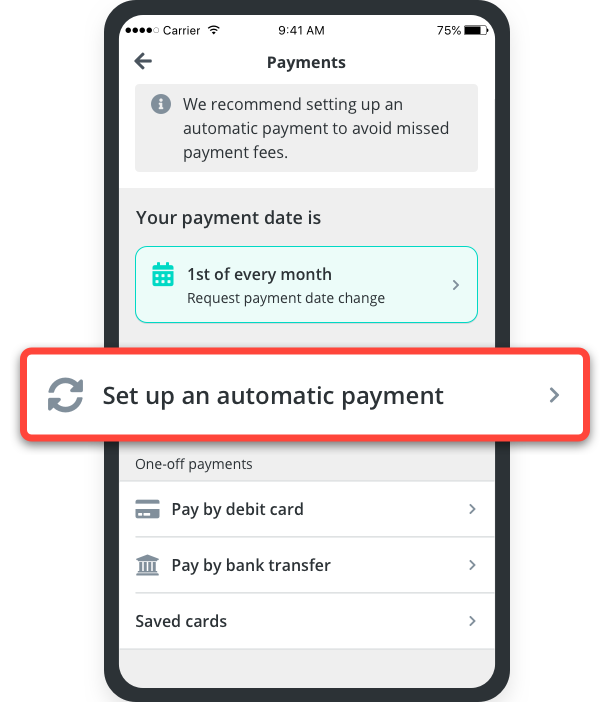 Carrier 9:41 AM 75%
Payments
We recommend setting up an
automatic payment to avoid missed
payment fees.
Your payment date is
1st of every month
Request payment date change
Set up an automatic payment
One-off payments
Pay by debit card
Pay by bank transfer
Saved cards